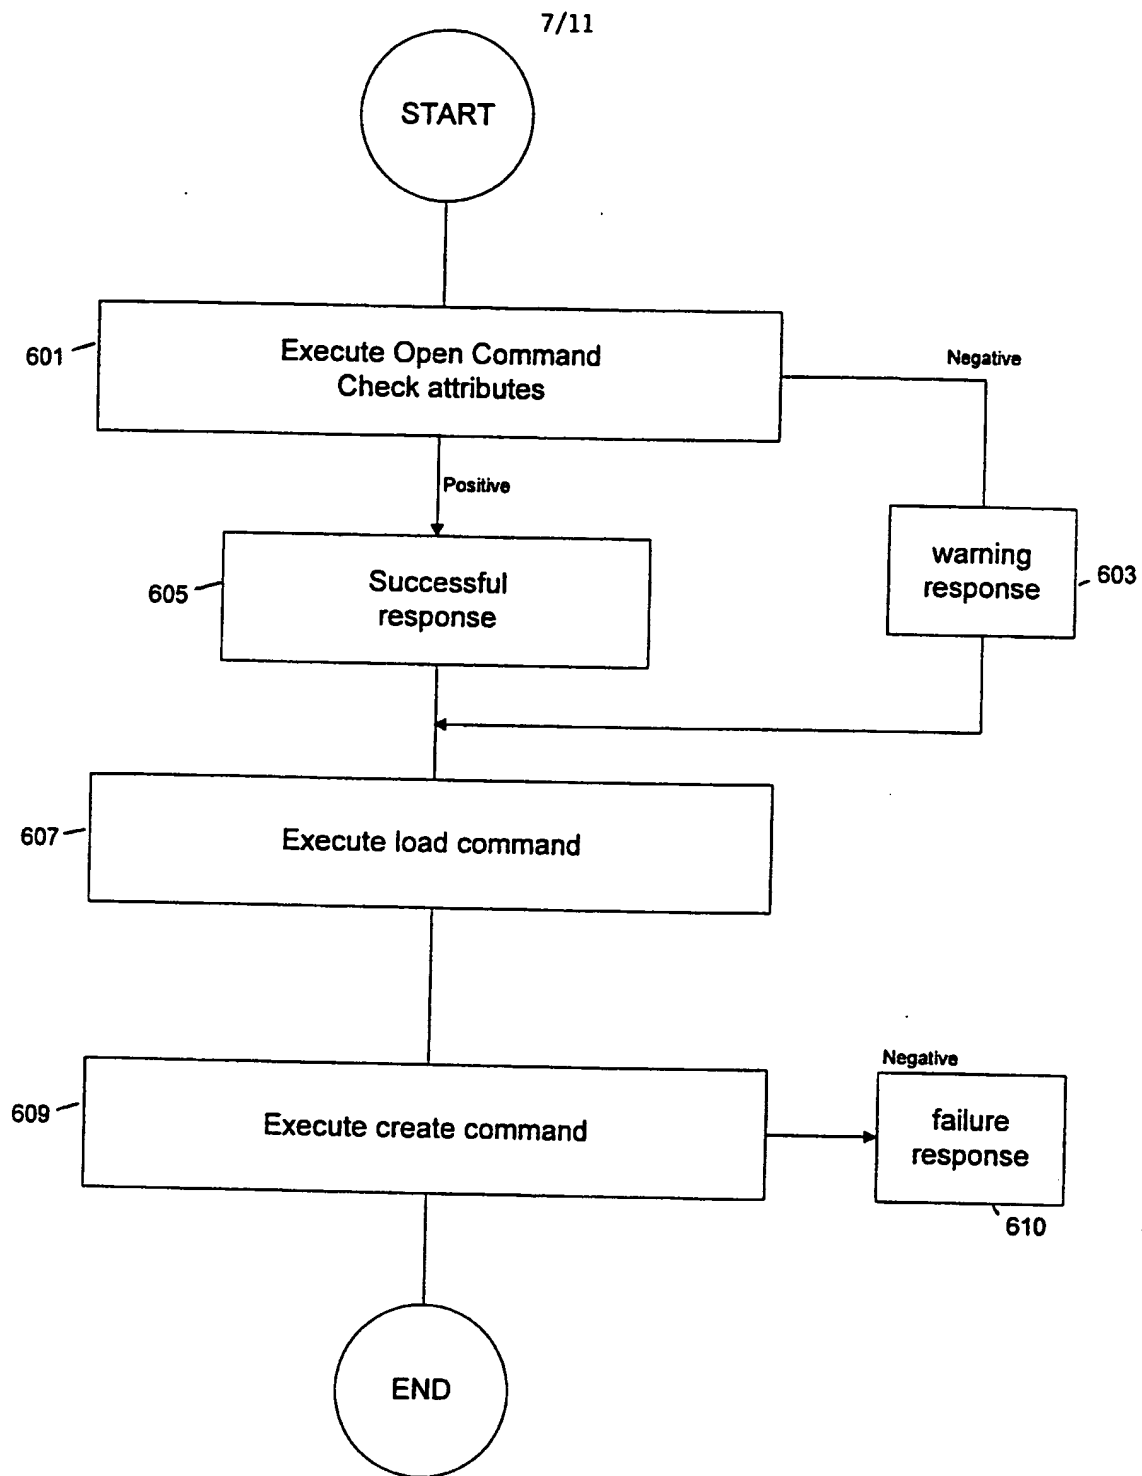 7/11
START
601
Execute Open Command
Check attributes
Negative
Positive
605
Successful
response
warning
response
603
607
Execute load command
609
Execute create command
Negative
failure
response
610
END